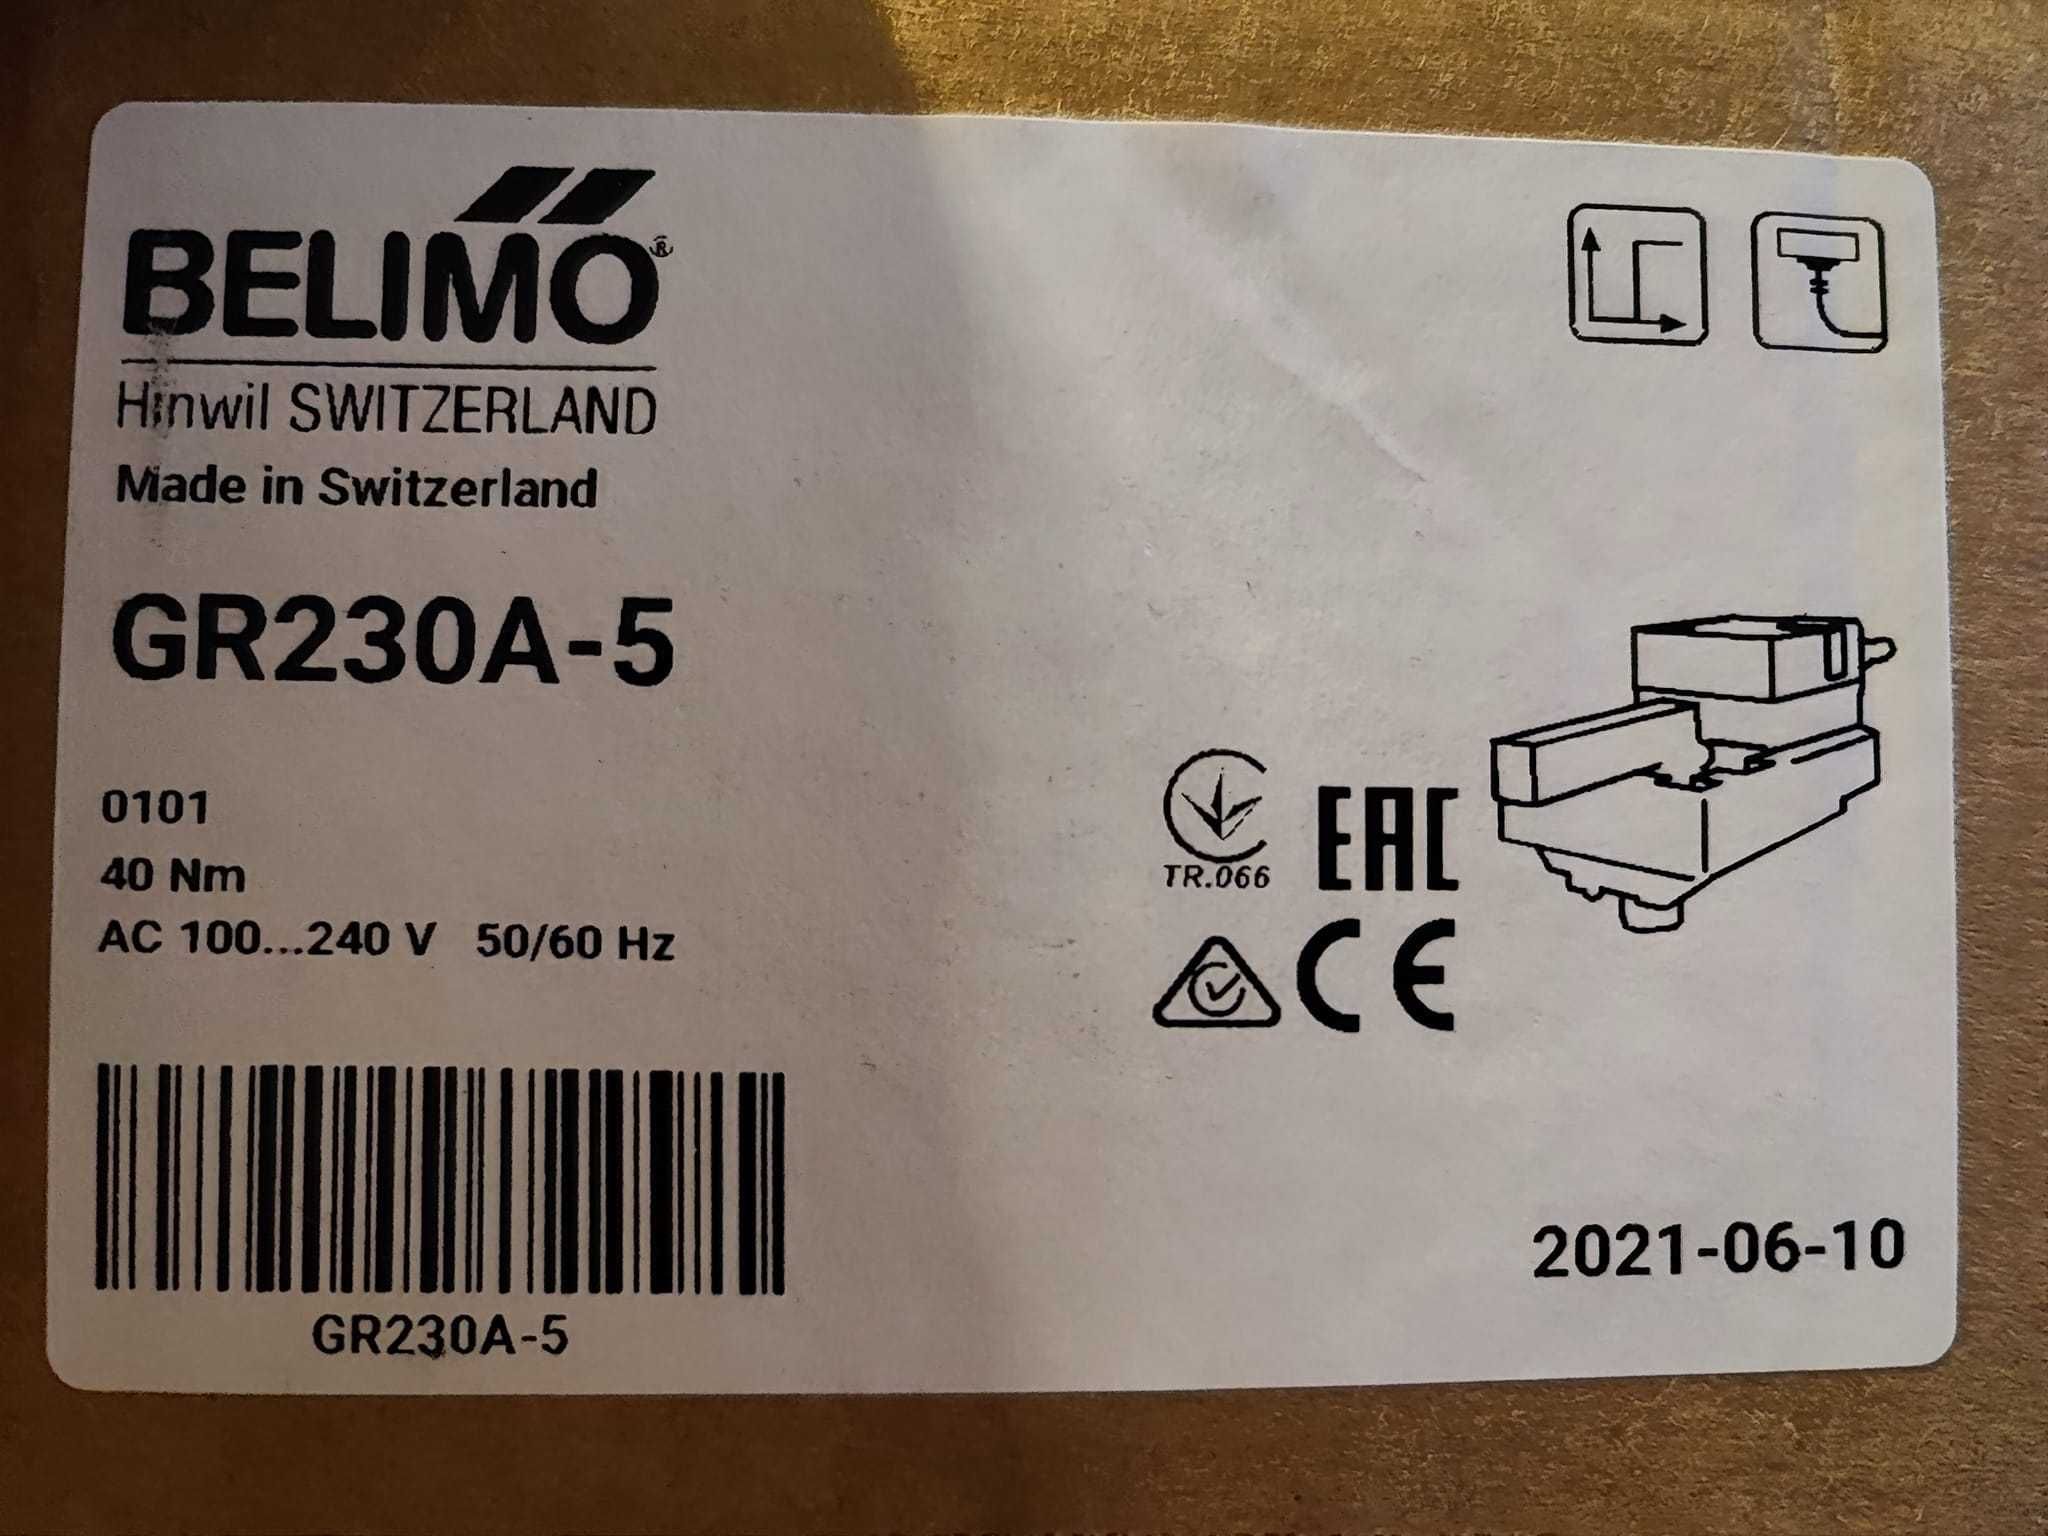 BELIMO®
Hinwil SWITZERLAND
Made in Switzerland
GR230A-5
0101
40 Nm
AC 100...240 V 50/60 Hz
TR.066
EAC
CE
GR230A-5
2021-06-10